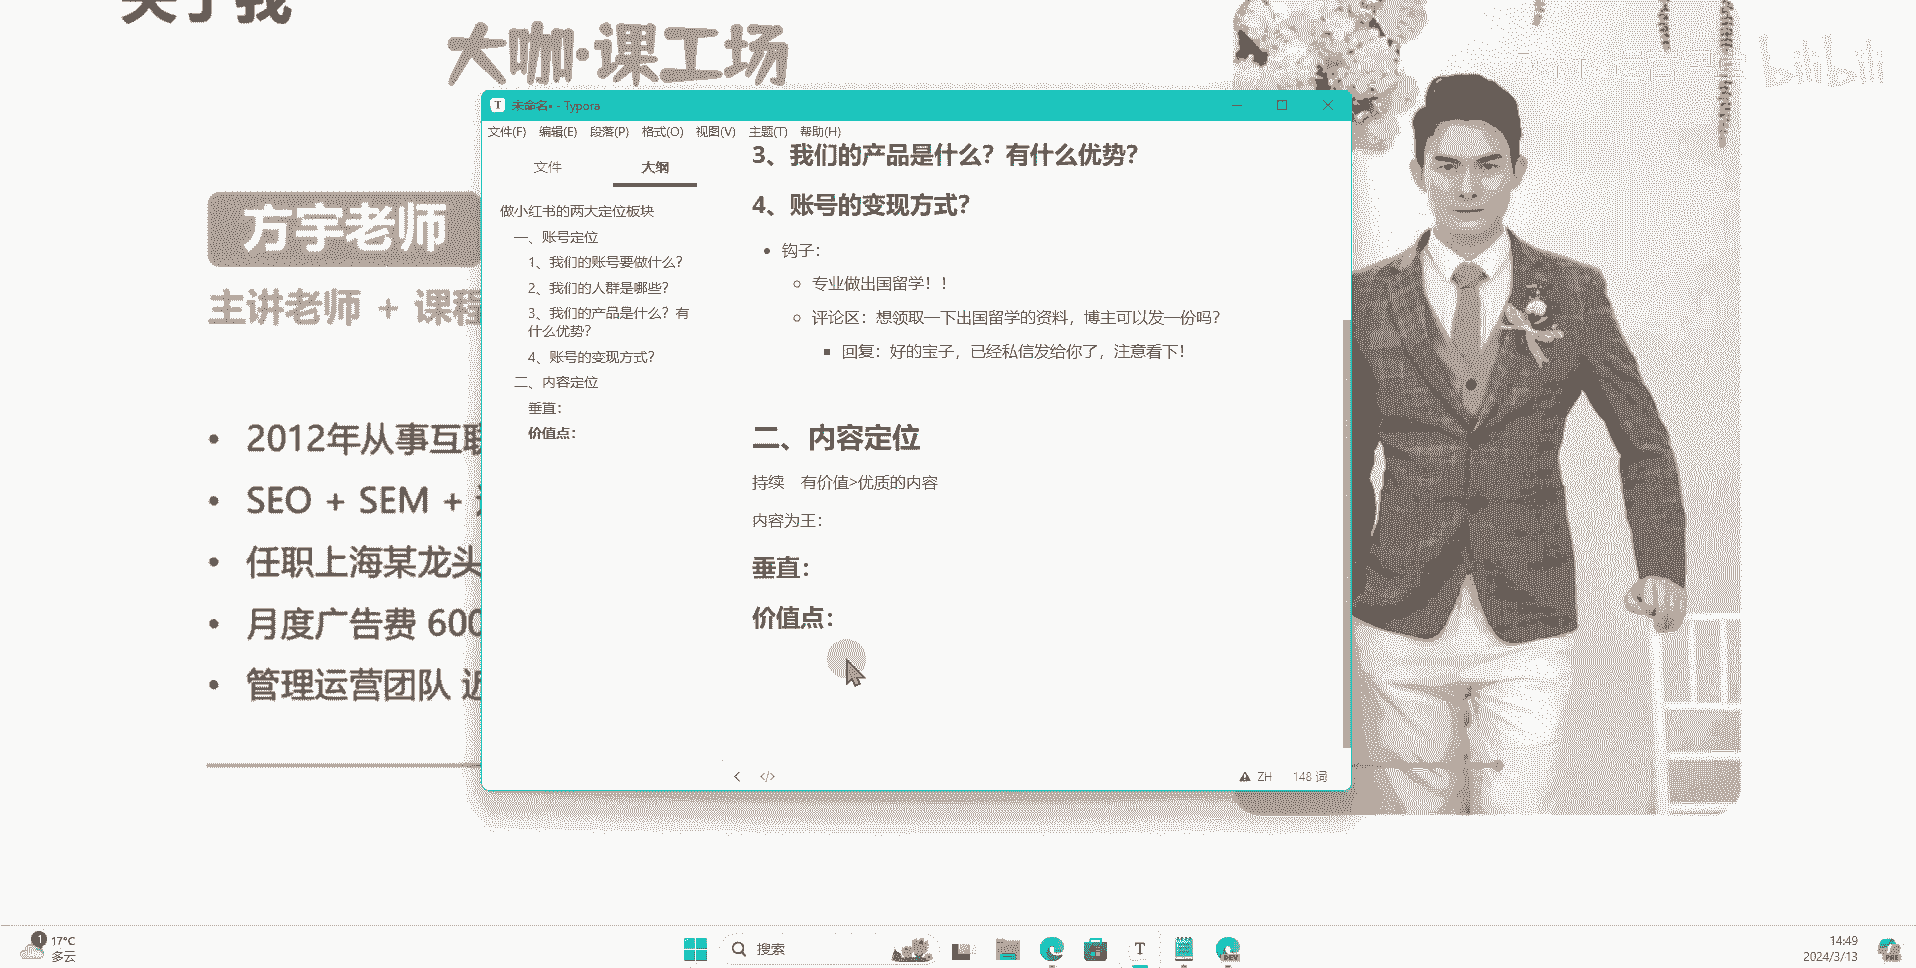 关于我
大咖·课工场
bilibili
方宇老师
主讲老师 + 课程
2012年从事互联
SEO + SEM +
任职上海某龙头
月度广告费 600
管理运营团队 近
未命名• - Typora
文件(F) 编辑(E) 段落(P) 格式(O) 视图(V) 主题(T) 帮助(H)
文件 大纲
做小红书的两大定位板块
一、账号定位
1、我们的账号要做什么？
2、我们的人群是哪些？
3、我们的产品是什么？有
什么优势？
4、账号的变现方式？
二、内容定位
垂直：
价值点：
3、我们的产品是什么？有什么优势？
4、账号的变现方式？
钩子：
专业做出国留学！！
评论区：想领取一下出国留学的资料，博主可以发一份吗？
回复：好的宝子，已经私信发给你了，注意看下！
二、内容定位
持续 有价值>优质的内容
内容为王：
垂直：
价值点：
ZH 148 词
1
17°C
多云
搜索
T
DEV
14:49
2024/3/13
PRE